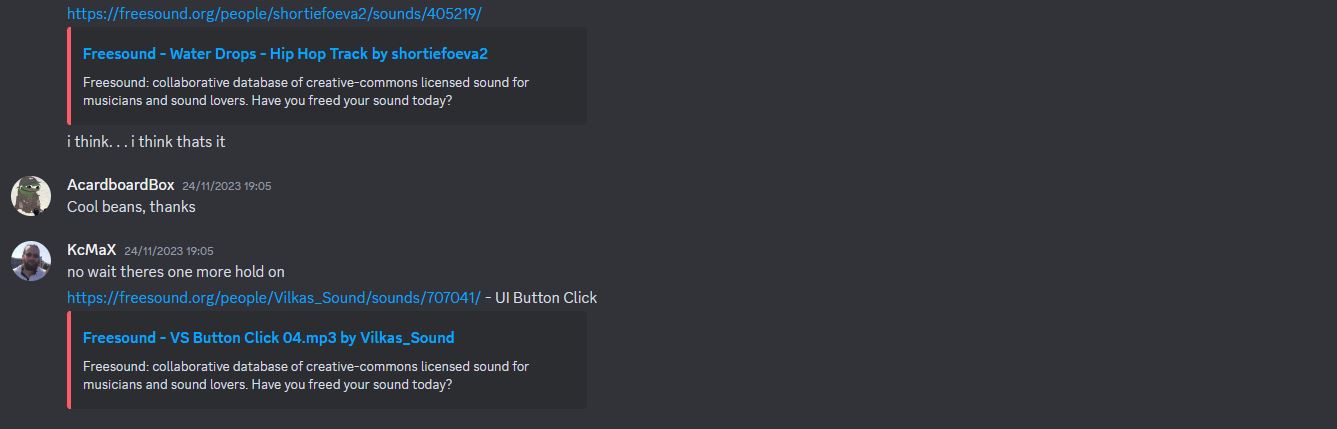 https://freesound.org/people/shortiefoeva2/sounds/405219/
Freesound - Water Drops - Hip Hop Track by shortiefoeva2
Freesound: collaborative database of creative-commons licensed sound for
musicians and sound lovers. Have you freed your sound today?
i think. . . i think thats it
AcardboardBox 24/11/2023 19:05
Cool beans, thanks
KcMaX 24/11/2023 19:05
no wait theres one more hold on
https://freesound.org/people/Vilkas_Sound/sounds/707041/ - UI Button Click
Freesound - VS Button Click 04.mp3 by Vilkas_Sound
Freesound: collaborative database of creative-commons licensed sound for
musicians and sound lovers. Have you freed your sound today?